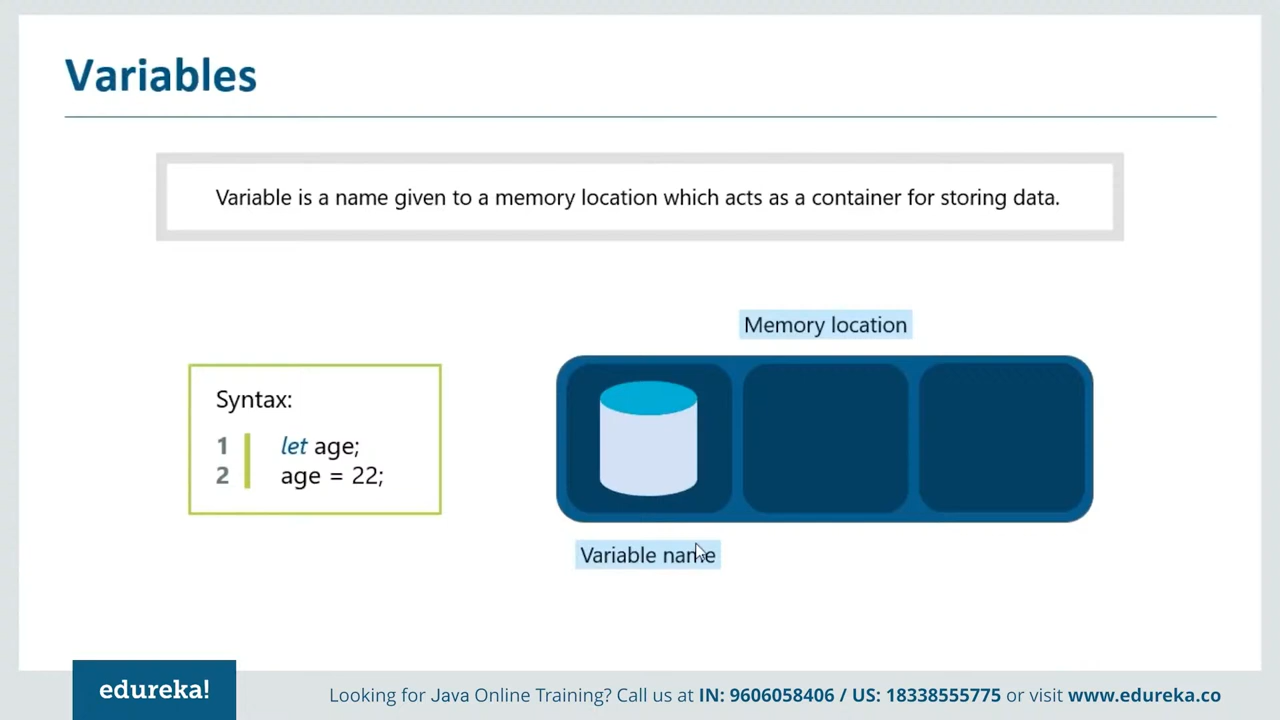 Variables
Variable is a name given to a memory location which acts as a container for storing data.
Memory location
Syntax:
1 let age;
2 age = 22;
Variable name
edureka!
Looking for Java Online Training? Call us at IN: 9606058406 / US: 18338555775 or visit www.edureka.co